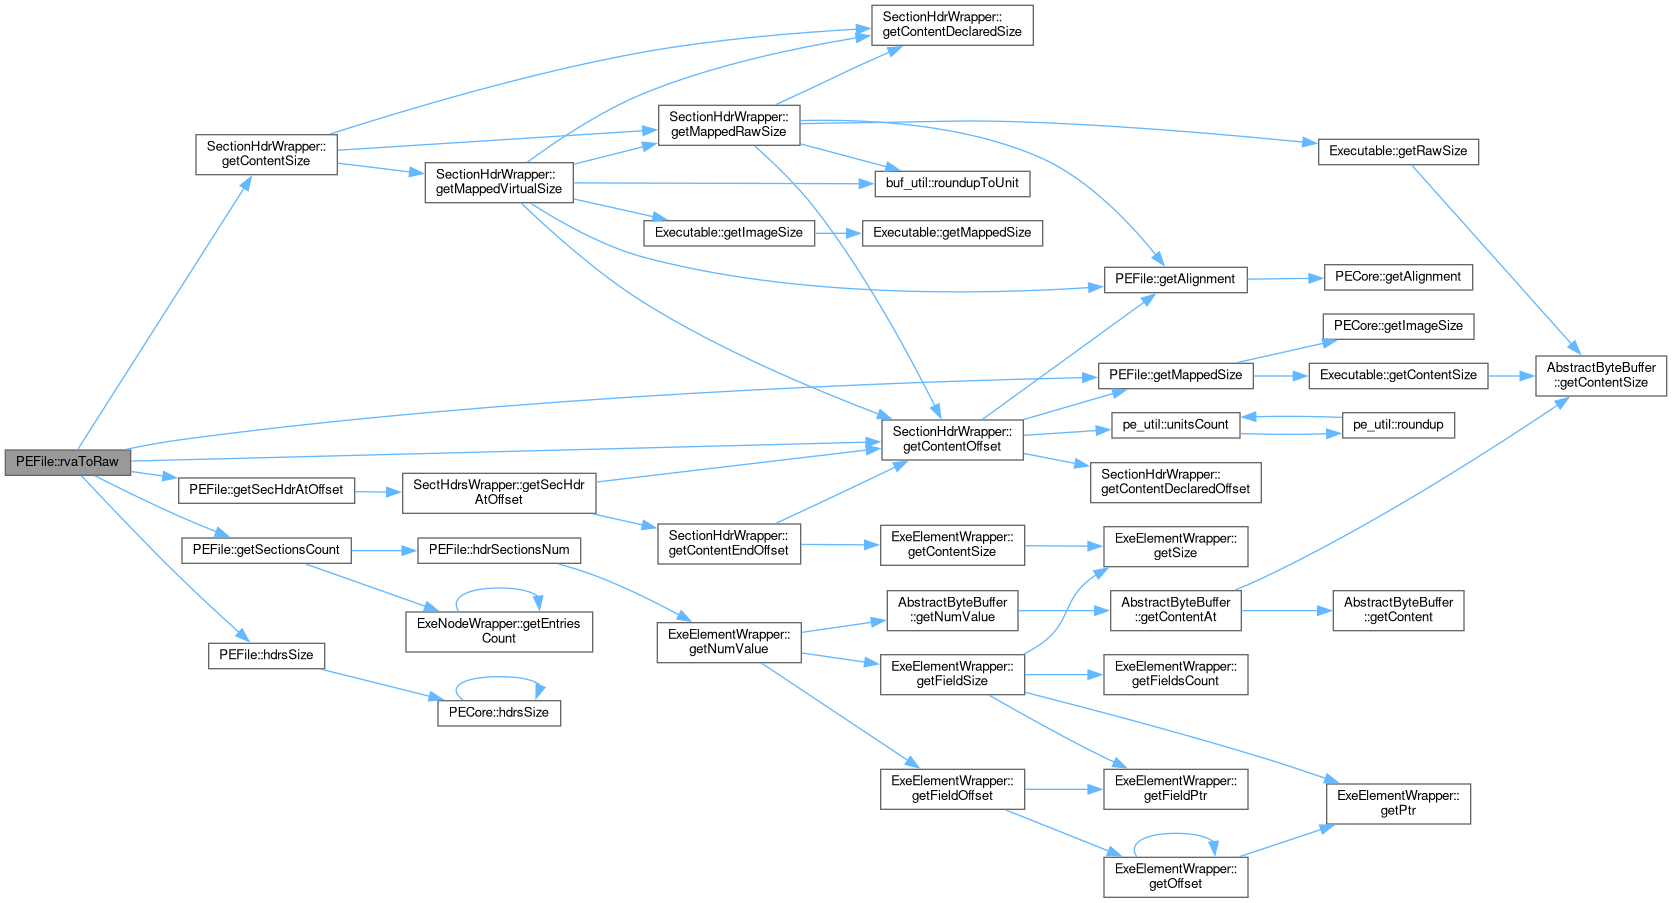 SectionHdrWrapper::
getContentDeclaredSize
SectionHdrWrapper::
getMappedRawSize
SectionHdrWrapper::
getContentSize
Executable::getRawSize
SectionHdrWrapper::
getMappedVirtualSize
buf_util::roundupToUnit
Executable::getImageSize
Executable::getMappedSize
PEFile::getAlignment
PECore::getAlignment
PECore::getImageSize
PEFile::getMappedSize
Executable::getContentSize
AbstractByteBuffer
::getContentSize
pe_util::unitsCount
pe_util::roundup
SectionHdrWrapper::
getContentOffset
PEFile::rvaToRaw
SectionHdrWrapper::
getContentDeclaredOffset
PEFile::getSecHdrAtOffset
SectHdrsWrapper::getSecHdr
AtOffset
SectionHdrWrapper::
getContentEndOffset
ExeElementWrapper::
getContentSize
ExeElementWrapper::
getSize
PEFile::getSectionsCount
PEFile::hdrSectionsNum
AbstractByteBuffer
::getNumValue
AbstractByteBuffer
::getContentAt
AbstractByteBuffer
::getContent
ExeNodeWrapper::getEntries
Count
ExeElementWrapper::
getNumValue
PEFile::hdrsSize
ExeElementWrapper::
getFieldSize
ExeElementWrapper::
getFieldsCount
PECore::hdrsSize
ExeElementWrapper::
getFieldOffset
ExeElementWrapper::
getFieldPtr
ExeElementWrapper::
getPtr
ExeElementWrapper::
getOffset